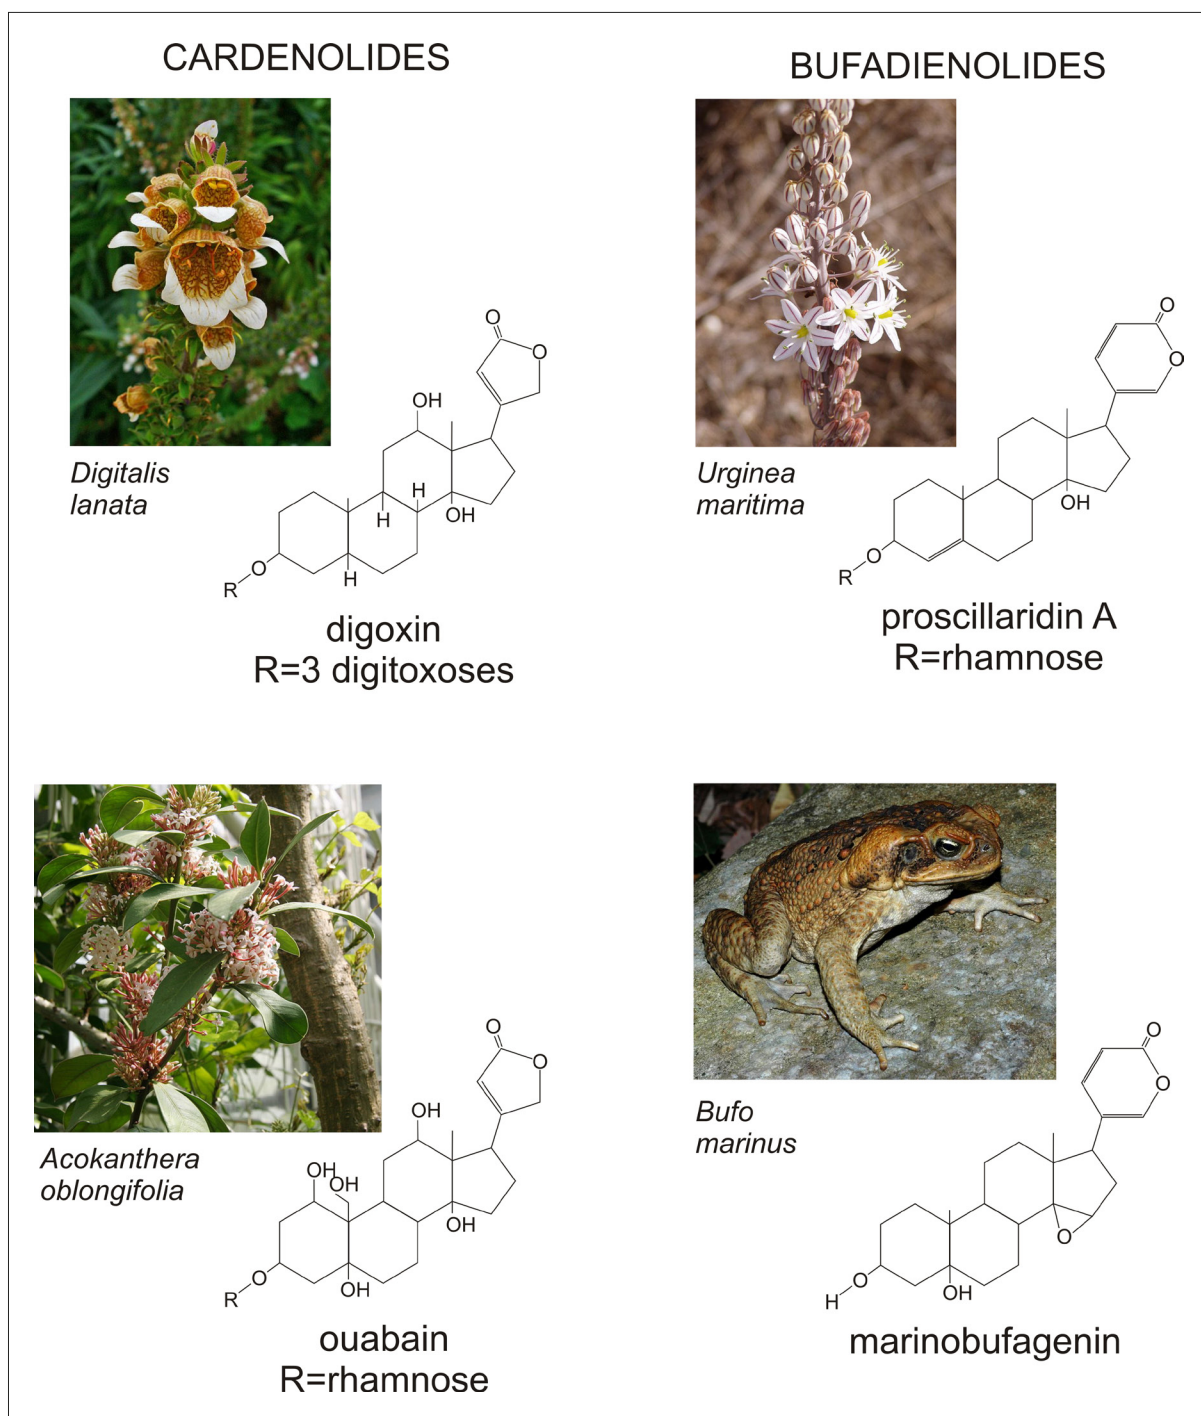 CARDENOLIDES
BUFADIENOLIDES
Digitalis
lanata
O
O
OH
H
H
OH
H
O
R
digoxin
R=3 digitoxoses
Urginea
maritima
O
O
OH
O
R
proscillaridin A
R=rhamnose
Acokanthera
oblongifolia
O
O
OH
OH
OH
OH
OH
O
R
ouabain
R=rhamnose
Bufo
marinus
O
O
O
OH
O
H
marinobufagenin